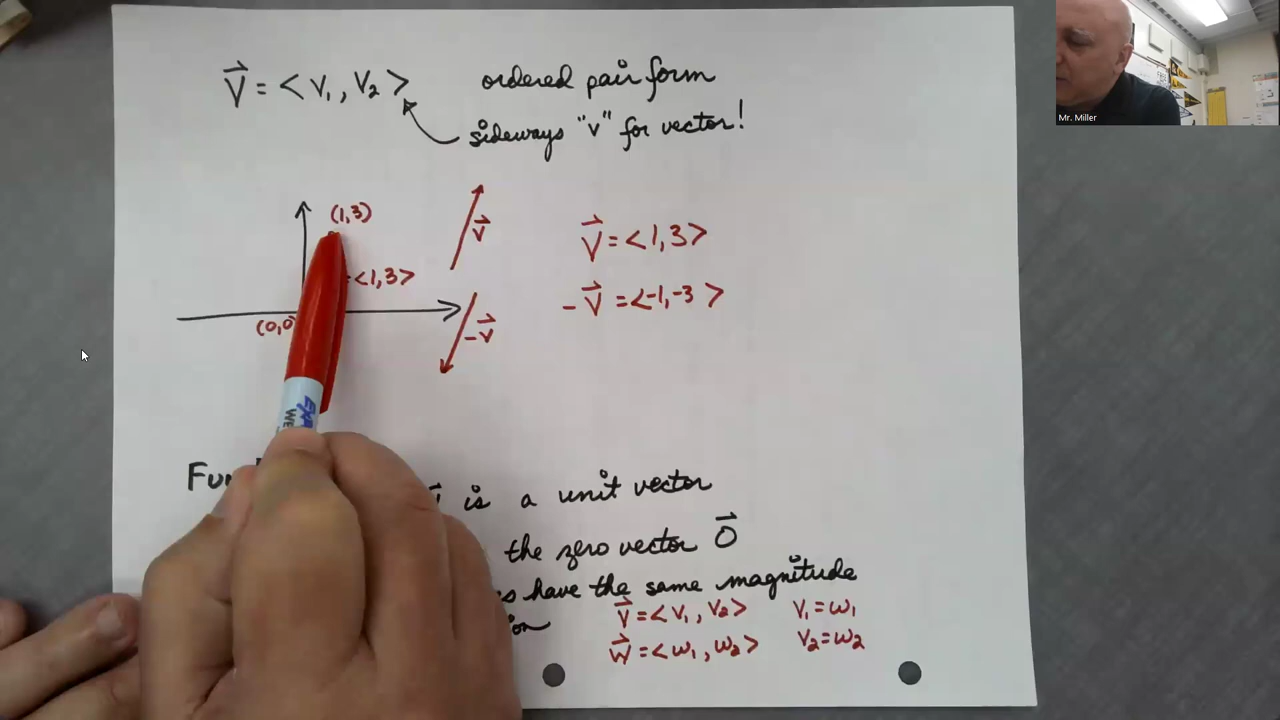 V⃗ = < V₁, V₂ > ordered pair form
sideways "v" for vector!
(1,3)
V⃗
V⃗ = <1,3>
= <1,3>
-V⃗ = <-1,-3>
(0,0)
-V⃗
is a unit vector
the zero vector 0⃗
have the same magnitude
V⃗ = <V₁, V₂> V₁ = W₁
W⃗ = <W₁, W₂> V₂ = W₂
Mr. Miller